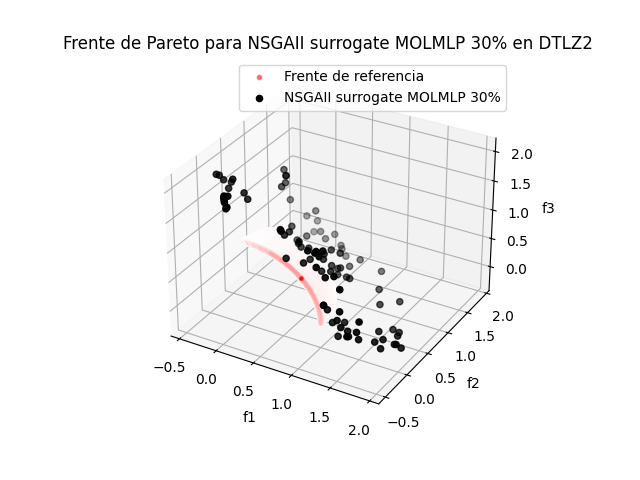 Frente de Pareto para NSGAII surrogate MOLMLP 30% en DTLZ2
Frente de referencia
NSGAII surrogate MOLMLP 30%
2.0
1.5
1.0
0.5
0.0
f3
−0.5
0.0
0.5
1.0
1.5
2.0
f1
−0.5
0.0
0.5
1.0
1.5
2.0
f2